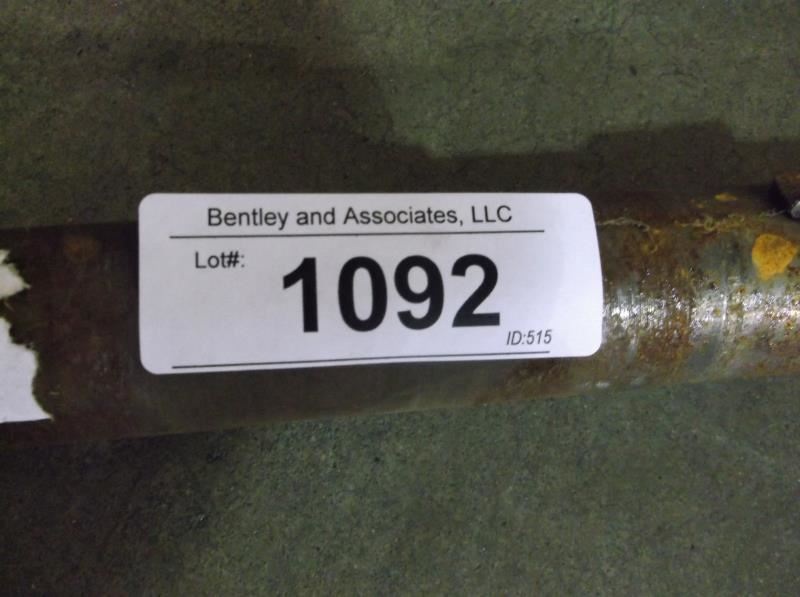 Bentley and Associates, LLC
Lot#:
1092
ID:515